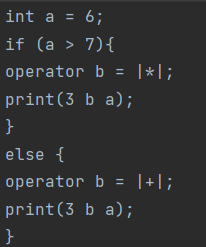 int a = 6;
if (a > 7){
operator b = |*|;
print(3 b a);
}
else {
operator b = |+|;
print(3 b a);
}